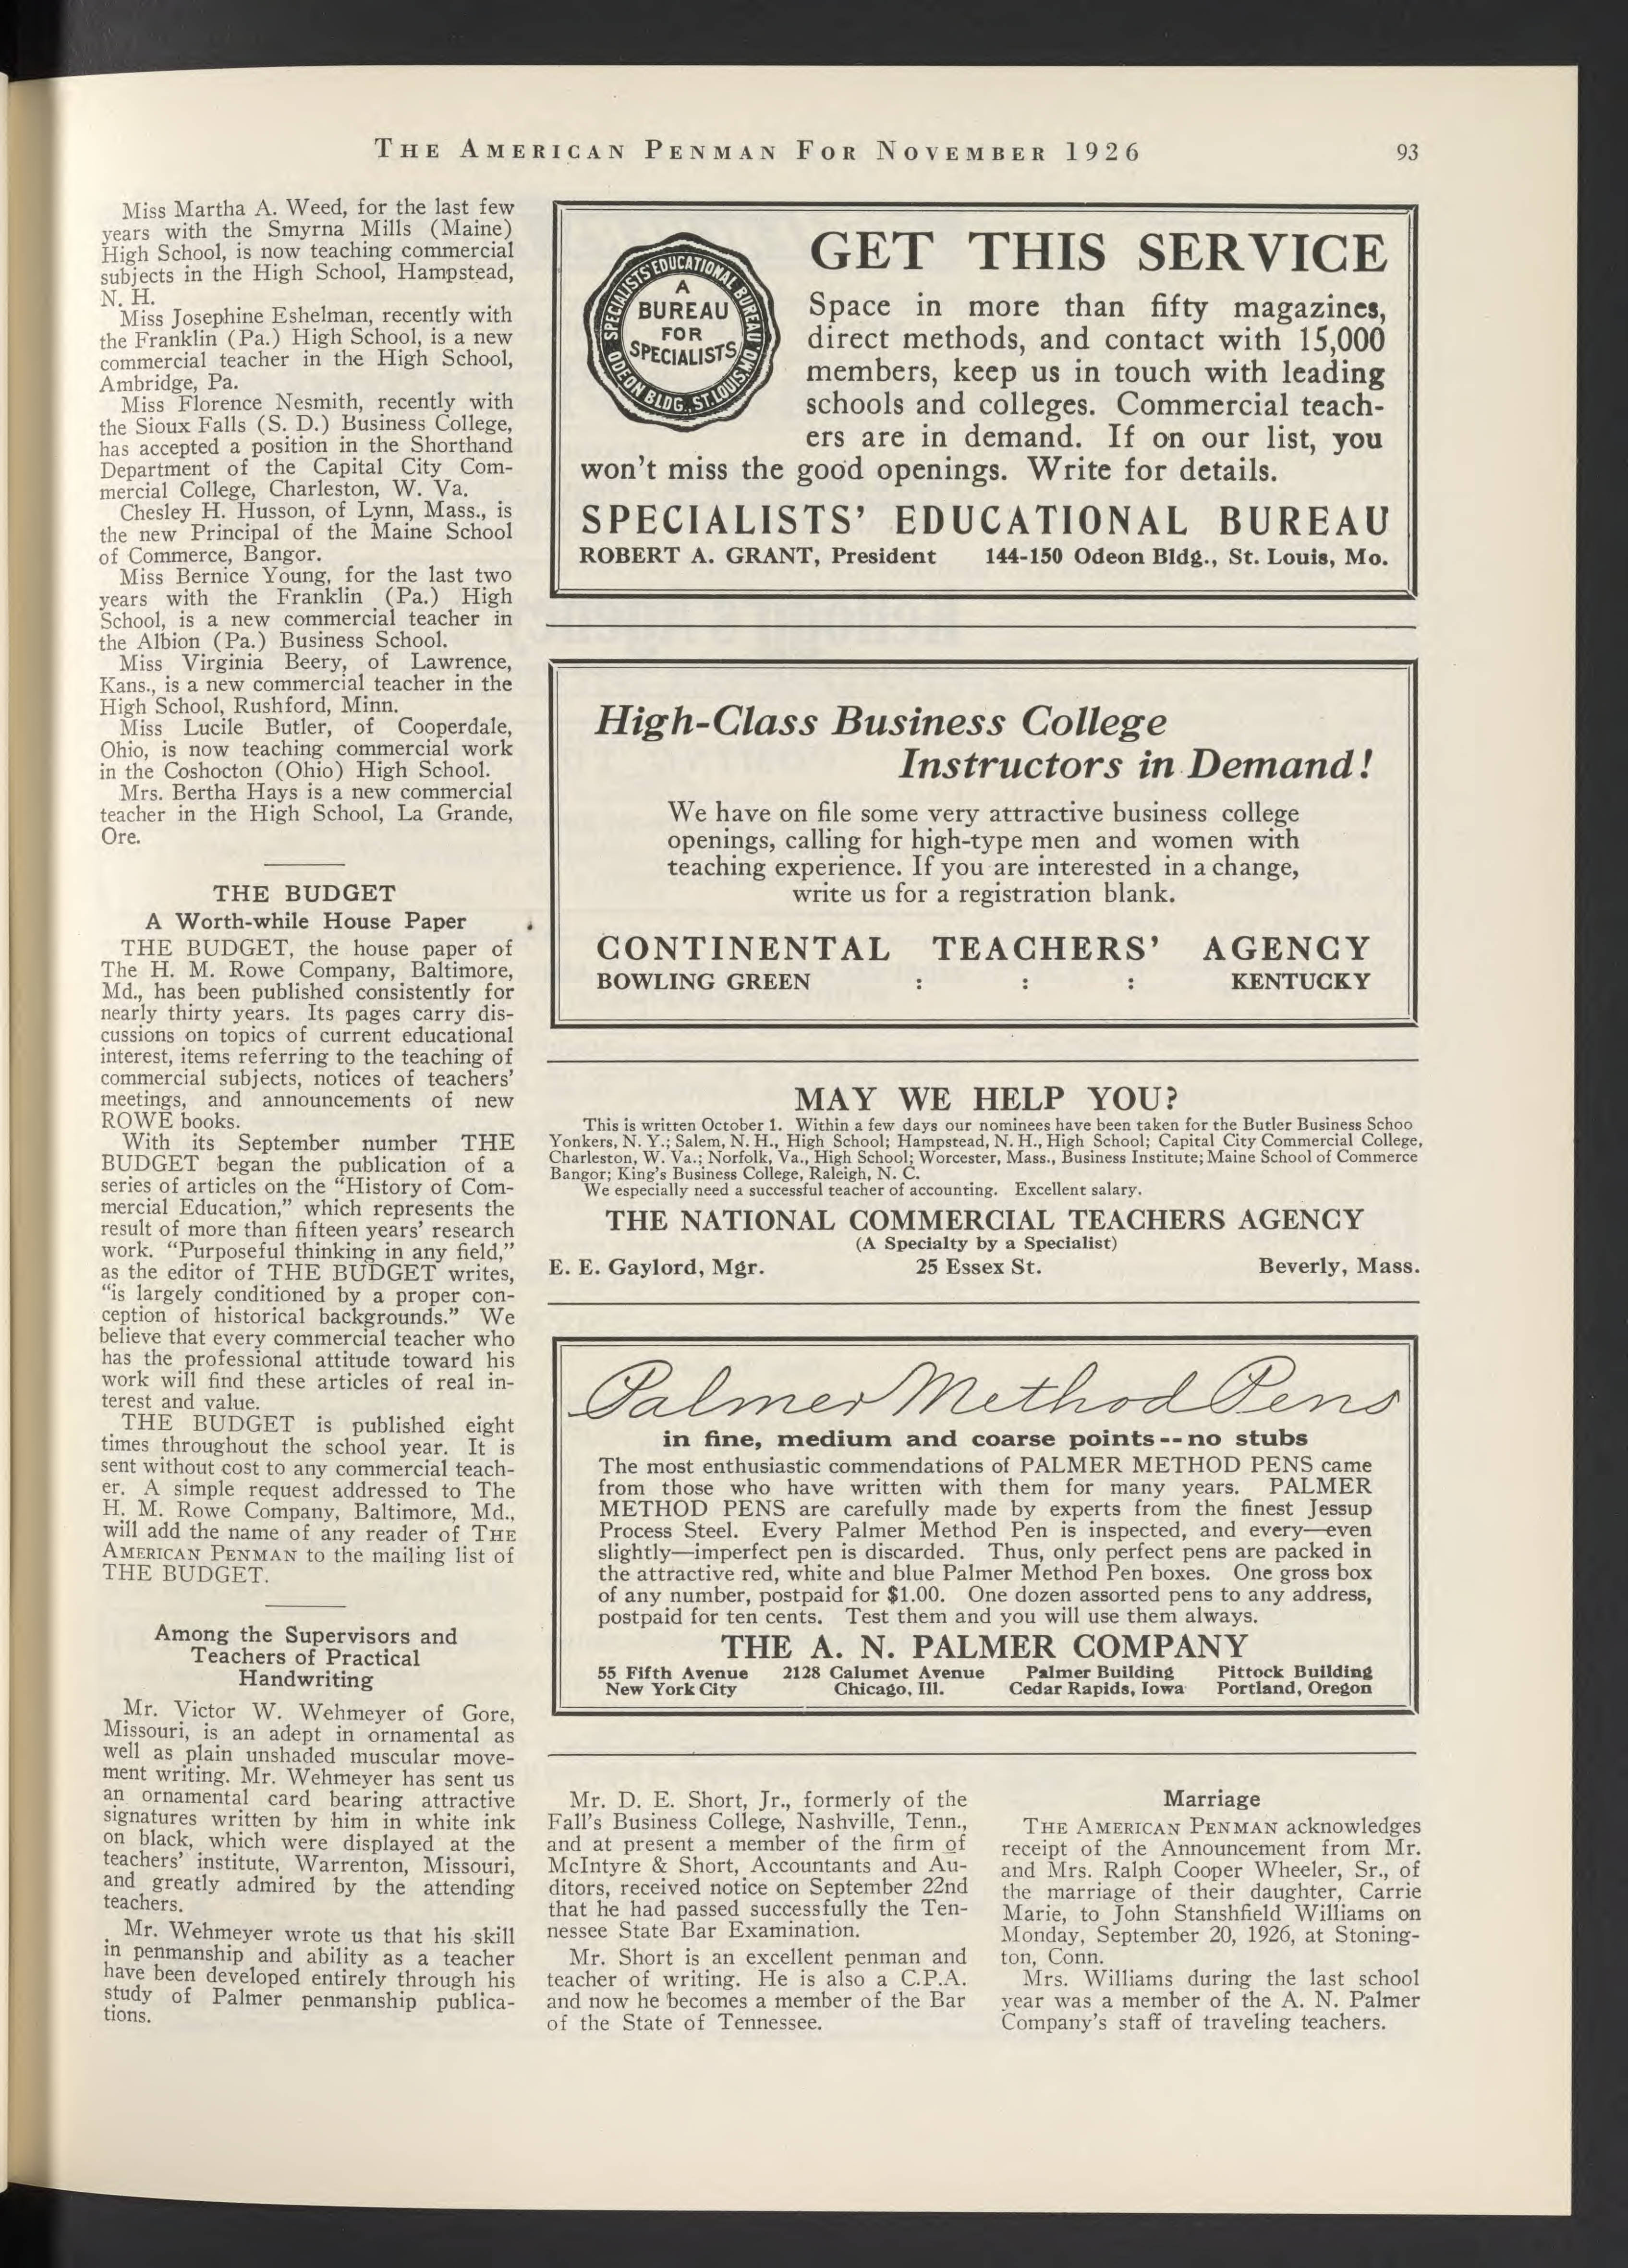 THE AMERICAN PENMAN FOR NOVEMBER 1926
93
Miss Martha A. Weed, for the last few
years with the Smyrna Mills (Maine)
High School, is now teaching commercial
subjects in the High School, Hampstead,
N. H.
Miss Josephine Eshelman, recently with
the Franklin (Pa.) High School, is a new
commercial teacher in the High School,
Ambridge, Pa.
Miss Florence Nesmith, recently with
the Sioux Falls (S. D.) Business College,
has accepted a position in the Shorthand
Department of the Capital City Com-
mercial College, Charleston, W. Va.
Chesley H. Husson, of Lynn, Mass., is
the new Principal of the Maine School
of Commerce, Bangor.
Miss Bernice Young, for the last two
years with the Franklin (Pa.) High
School, is a new commercial teacher in
the Albion (Pa.) Business School.
Miss Virginia Beery, of Lawrence,
Kans., is a new commercial teacher in the
High School, Rushford, Minn.
Miss Lucile Butler, of Cooperdale,
Ohio, is now teaching commercial work
in the Coshocton (Ohio) High School.
Mrs. Bertha Hays is a new commercial
teacher in the High School, La Grande,
Ore.
THE BUDGET
A Worth-while House Paper
THE BUDGET, the house paper of
The H. M. Rowe Company, Baltimore,
Md., has been published consistently for
nearly thirty years. Its pages carry dis-
cussions on topics of current educational
interest, items referring to the teaching of
commercial subjects, notices of teachers'
meetings, and announcements of new
ROWE books.
With its September number THE
BUDGET began the publication of a
series of articles on the “History of Com-
mercial Education,” which represents the
result of more than fifteen years' research
work. “Purposeful thinking in any field,”
as the editor of THE BUDGET writes,
“is largely conditioned by a proper con-
ception of historical backgrounds.” We
believe that every commercial teacher who
has the professional attitude toward his
work will find these articles of real in-
terest and value.
THE BUDGET is published eight
times throughout the school year. It is
sent without cost to any commercial teach-
er. A simple request addressed to The
H. M. Rowe Company, Baltimore, Md.,
will add the name of any reader of THE
AMERICAN PENMAN to the mailing list of
THE BUDGET.
Among the Supervisors and
Teachers of Practical
Handwriting
Mr. Victor W. Wehmeyer of Gore,
Missouri, is an adept in ornamental as
well as plain unshaded muscular move-
ment writing. Mr. Wehmeyer has sent us
an ornamental card bearing attractive
signatures written by him in white ink
on black, which were displayed at the
teachers' institute, Warrenton, Missouri,
and greatly admired by the attending
teachers.
Mr. Wehmeyer wrote us that his skill
in penmanship and ability as a teacher
have been developed entirely through his
study of Palmer penmanship publica-
tions.
SPECIALISTS EDUCATIONAL BUREAU
ODEON BLDG., ST. LOUIS, MO.
A
BUREAU
FOR
SPECIALISTS
GET THIS SERVICE
Space in more than fifty magazines,
direct methods, and contact with 15,000
members, keep us in touch with leading
schools and colleges. Commercial teach-
ers are in demand. If on our list, you
won't miss the good openings. Write for details.
SPECIALISTS' EDUCATIONAL BUREAU
ROBERT A. GRANT, President 144-150 Odeon Bldg., St. Louis, Mo.
High-Class Business College
Instructors in Demand!
We have on file some very attractive business college
openings, calling for high-type men and women with
teaching experience. If you are interested in a change,
write us for a registration blank.
CONTINENTAL TEACHERS' AGENCY
BOWLING GREEN : : : KENTUCKY
MAY WE HELP YOU?
This is written October 1. Within a few days our nominees have been taken for the Butler Business Schoo
Yonkers, N. Y.; Salem, N. H., High School; Hampstead, N. H., High School; Capital City Commercial College,
Charleston, W. Va.; Norfolk, Va., High School; Worcester, Mass., Business Institute; Maine School of Commerce
Bangor; King's Business College, Raleigh, N. C.
We especially need a successful teacher of accounting. Excellent salary.
THE NATIONAL COMMERCIAL TEACHERS AGENCY
(A Specialty by a Specialist)
E. E. Gaylord, Mgr. 25 Essex St. Beverly, Mass.
Palmer Method Pens
in fine, medium and coarse points--no stubs
The most enthusiastic commendations of PALMER METHOD PENS came
from those who have written with them for many years. PALMER
METHOD PENS are carefully made by experts from the finest Jessup
Process Steel. Every Palmer Method Pen is inspected, and every—even
slightly—imperfect pen is discarded. Thus, only perfect pens are packed in
the attractive red, white and blue Palmer Method Pen boxes. One gross box
of any number, postpaid for $1.00. One dozen assorted pens to any address,
postpaid for ten cents. Test them and you will use them always.
THE A. N. PALMER COMPANY
55 Fifth Avenue 2128 Calumet Avenue Palmer Building Pittock Building
New York City Chicago, Ill. Cedar Rapids, Iowa Portland, Oregon
Mr. D. E. Short, Jr., formerly of the
Fall's Business College, Nashville, Tenn.,
and at present a member of the firm of
McIntyre & Short, Accountants and Au-
ditors, received notice on September 22nd
that he had passed successfully the Ten-
nessee State Bar Examination.
Mr. Short is an excellent penman and
teacher of writing. He is also a C.P.A.
and now he becomes a member of the Bar
of the State of Tennessee.
Marriage
THE AMERICAN PENMAN acknowledges
receipt of the Announcement from Mr.
and Mrs. Ralph Cooper Wheeler, Sr., of
the marriage of their daughter, Carrie
Marie, to John Stanshfield Williams on
Monday, September 20, 1926, at Stoning-
ton, Conn.
Mrs. Williams during the last school
year was a member of the A. N. Palmer
Company's staff of traveling teachers.